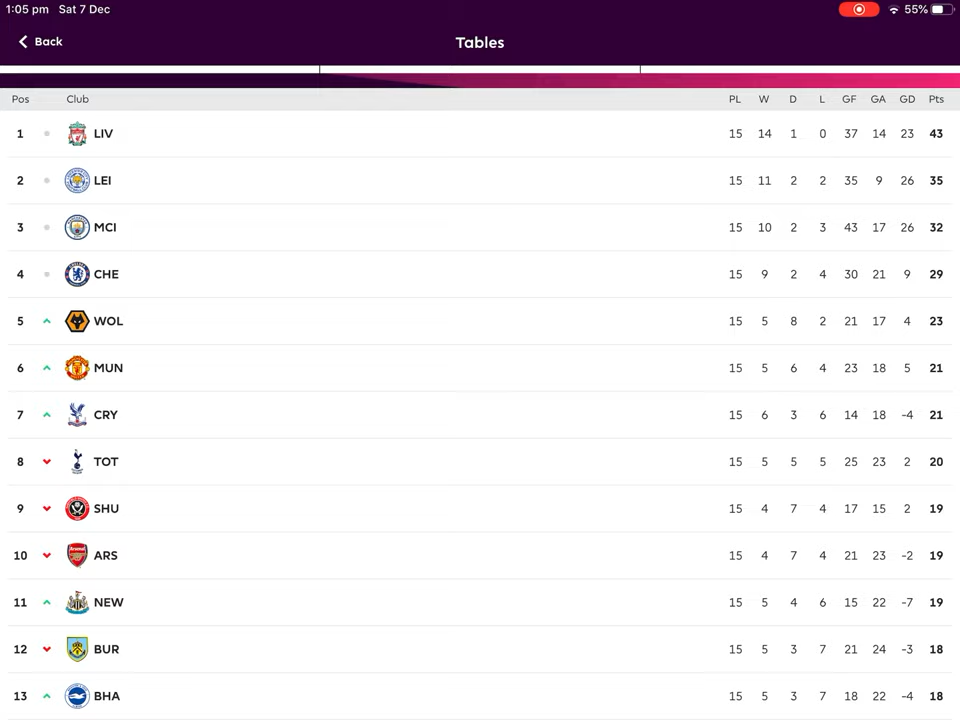 1:05 pm Sat 7 Dec 55%
Back Tables
Pos Club PL W D L GF GA GD Pts
1 LIV 15 14 1 0 37 14 23 43
2 LEI 15 11 2 2 35 9 26 35
3 MCI 15 10 2 3 43 17 26 32
4 CHE 15 9 2 4 30 21 9 29
5 WOL 15 5 8 2 21 17 4 23
6 MUN 15 5 6 4 23 18 5 21
7 CRY 15 6 3 6 14 18 -4 21
8 TOT 15 5 5 5 25 23 2 20
9 SHU 15 4 7 4 17 15 2 19
10 ARS 15 4 7 4 21 23 -2 19
11 NEW 15 5 4 6 15 22 -7 19
12 BUR 15 5 3 7 21 24 -3 18
13 BHA 15 5 3 7 18 22 -4 18